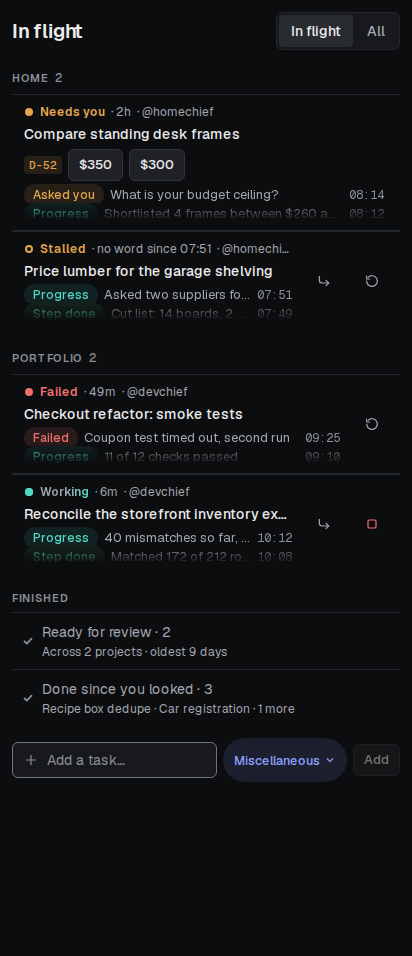 In flight
In flight All
HOME 2
Needs you · 2h · @homechief
Compare standing desk frames
D-52 $350 $300
Asked you What is your budget ceiling? 08:14
Progress Shortlisted 4 frames between $260 a... 08:12
Stalled · no word since 07:51 · @homechi...
Price lumber for the garage shelving
Progress Asked two suppliers fo... 07:51
Step done Cut list: 14 boards, 2 ... 07:49
PORTFOLIO 2
Failed · 49m · @devchief
Checkout refactor: smoke tests
Failed Coupon test timed out, second run 09:25
Progress 11 of 12 checks passed 09:10
Working · 6m · @devchief
Reconcile the storefront inventory ex...
Progress 40 mismatches so far, ... 10:12
Step done Matched 172 of 212 ro... 10:08
FINISHED
Ready for review · 2
Across 2 projects · oldest 9 days
Done since you looked · 3
Recipe box dedupe · Car registration · 1 more
Add a task... Miscellaneous Add